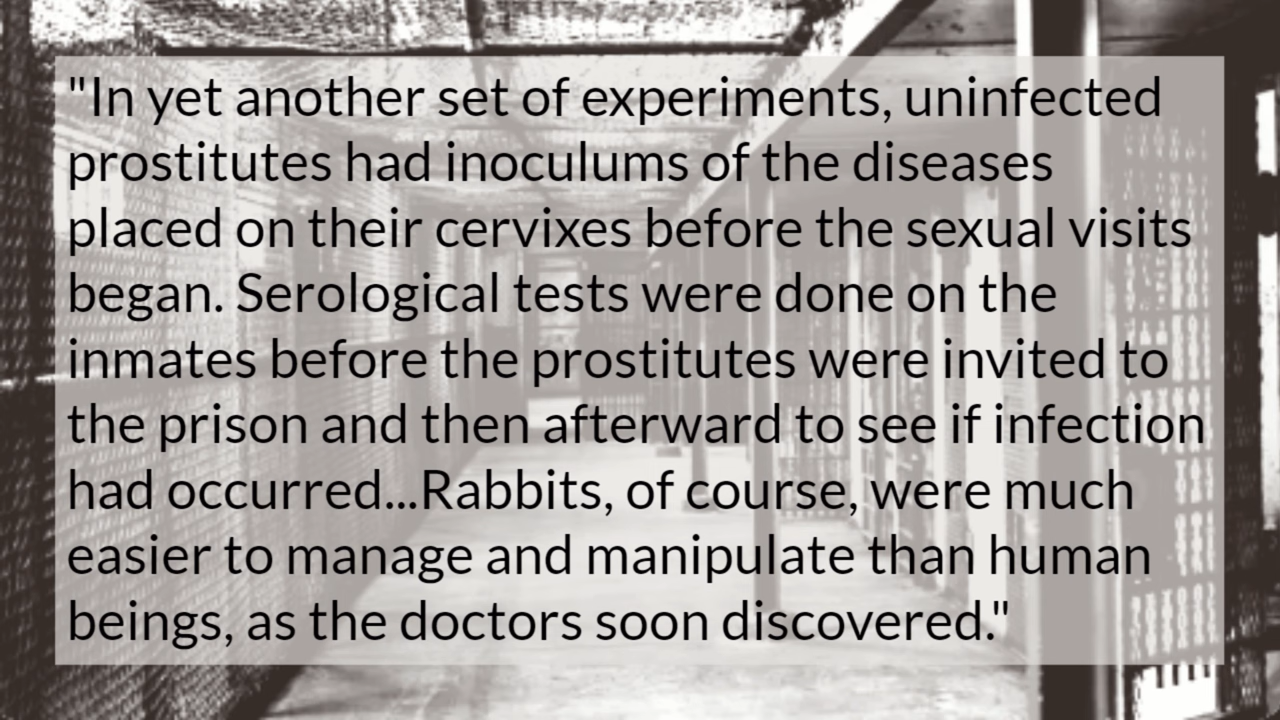 "In yet another set of experiments, uninfected
prostitutes had inoculums of the diseases
placed on their cervixes before the sexual visits
began. Serological tests were done on the
inmates before the prostitutes were invited to
the prison and then afterward to see if infection
had occurred...Rabbits, of course, were much
easier to manage and manipulate than human
beings, as the doctors soon discovered."